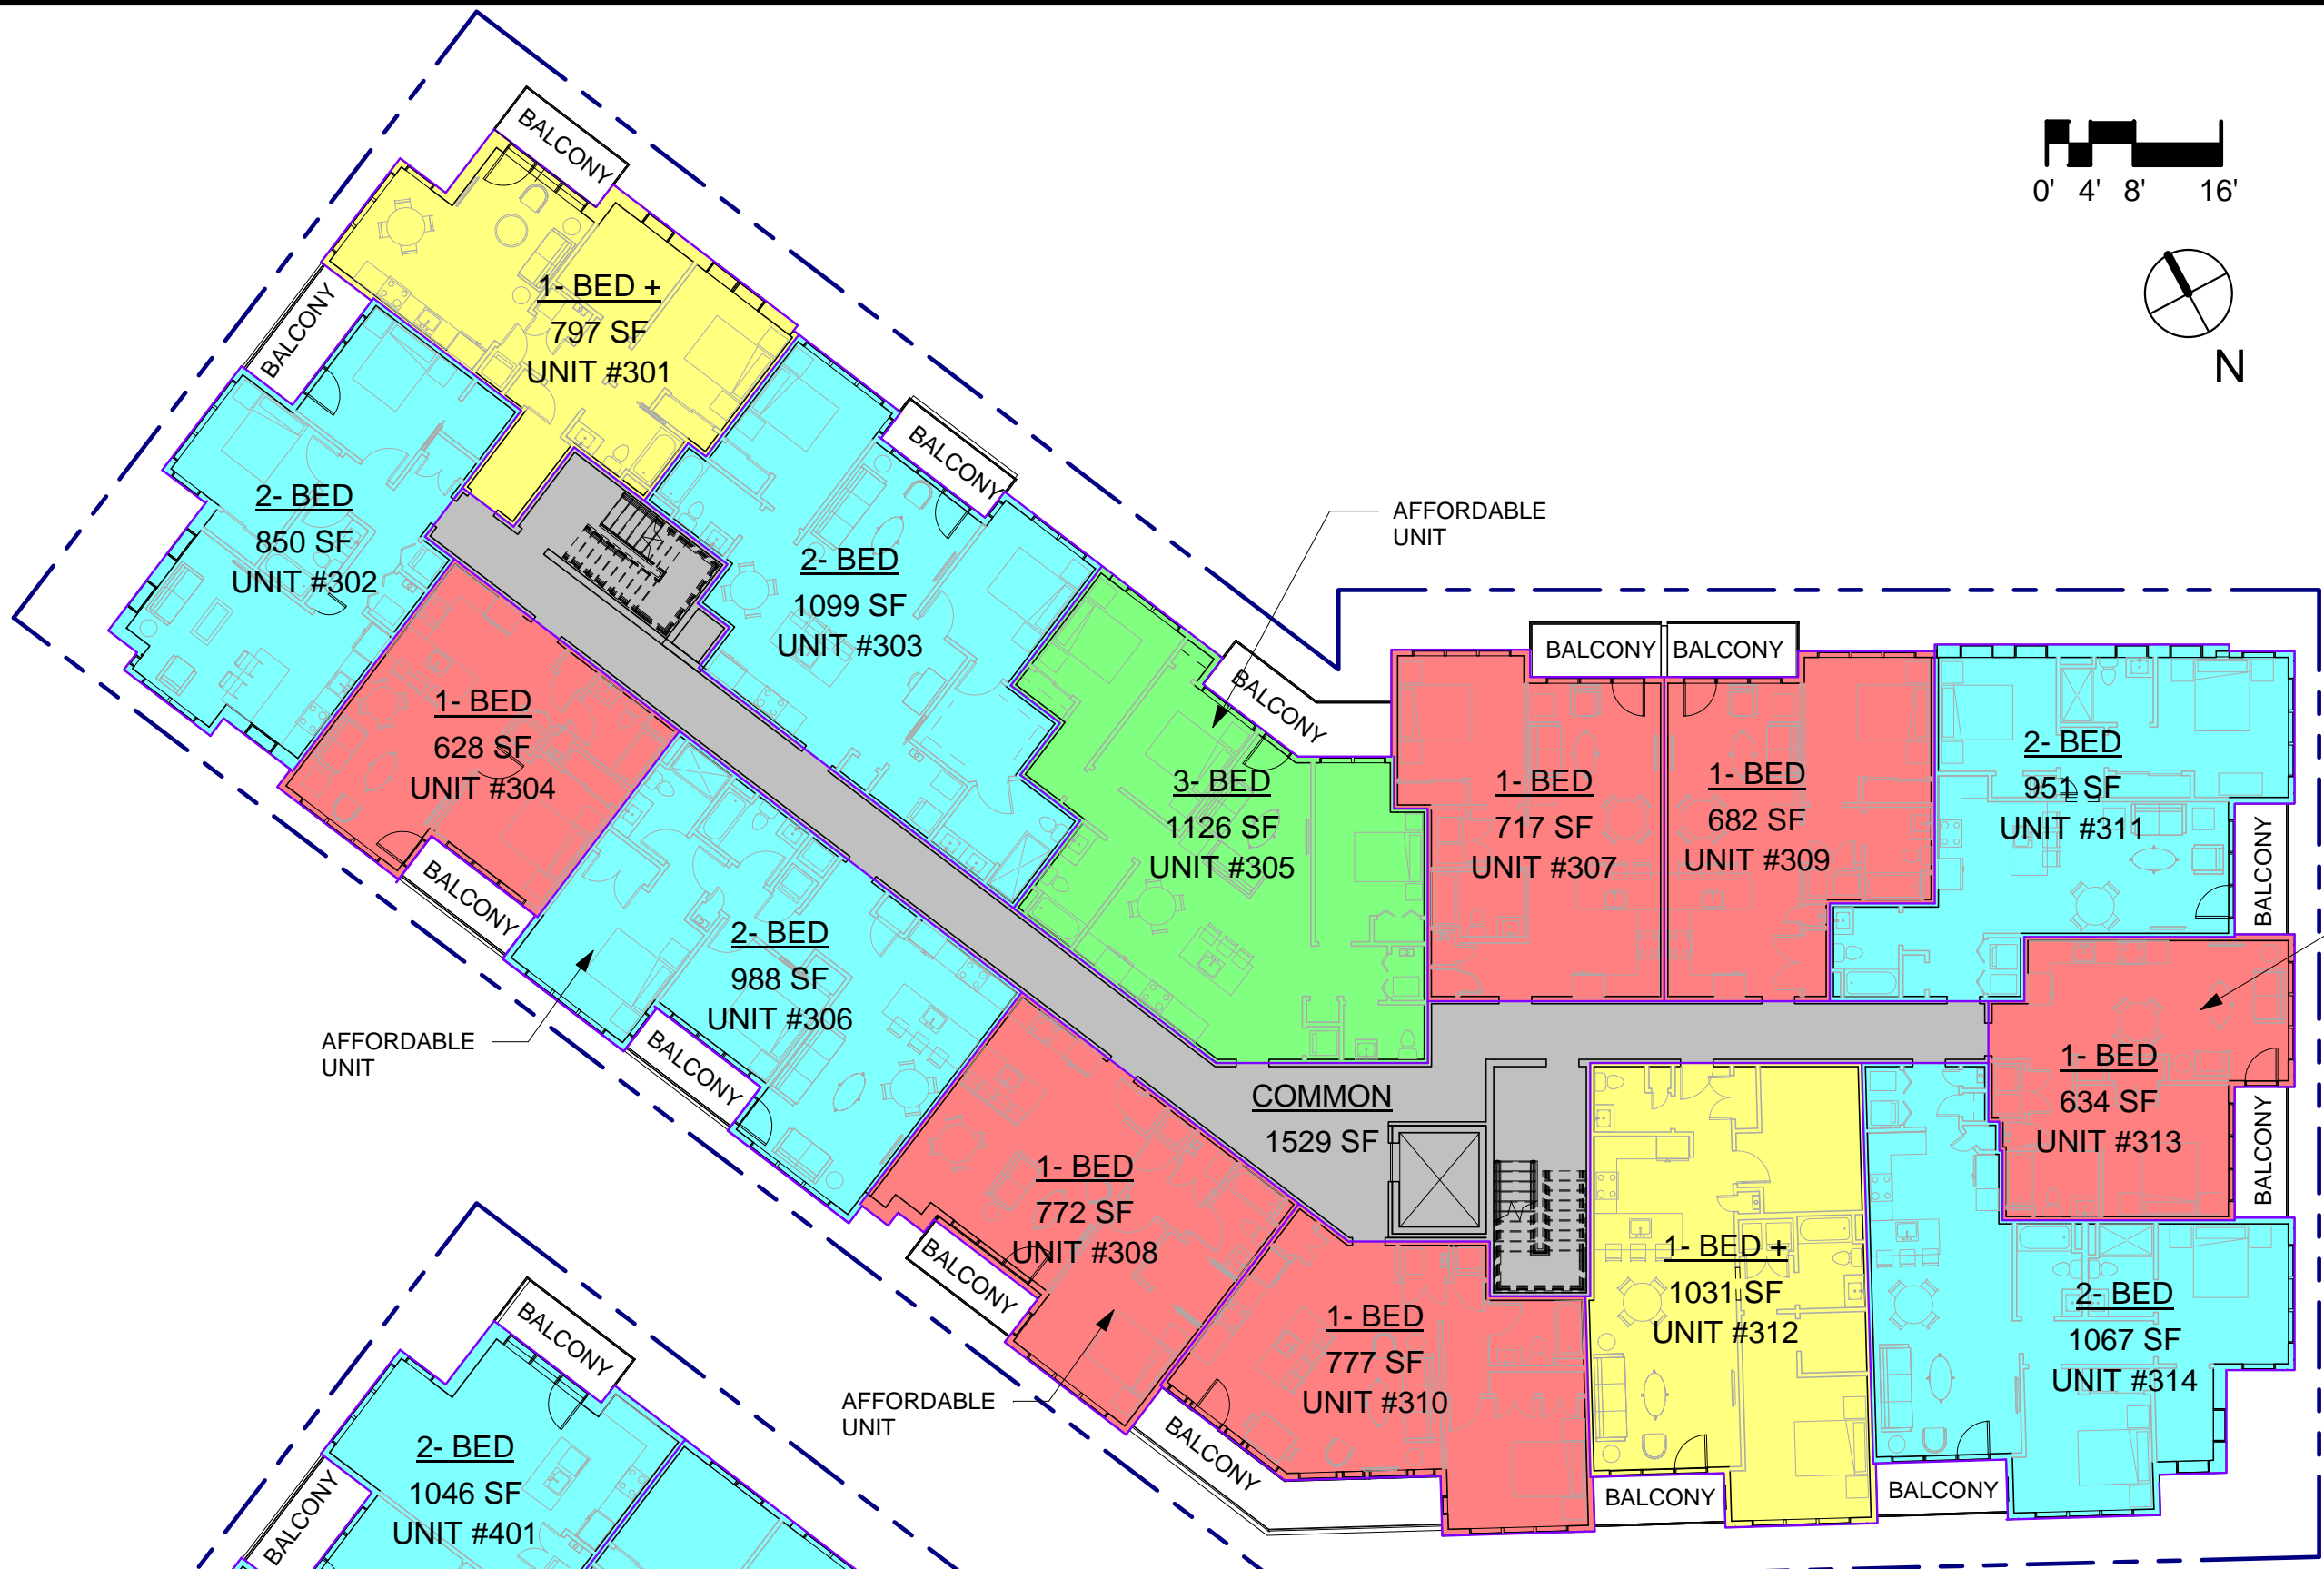 BALCONY
0' 4' 8' 16'
N
1- BED +
797 SF
UNIT #301
BALCONY
2- BED
850 SF
UNIT #302
BALCONY
2- BED
1099 SF
UNIT #303
AFFORDABLE
UNIT
1- BED
628 SF
UNIT #304
BALCONY
BALCONY
3- BED
1126 SF
UNIT #305
BALCONY
BALCONY
1- BED
717 SF
UNIT #307
1- BED
682 SF
UNIT #309
2- BED
951 SF
UNIT #311
BALCONY
2- BED
988 SF
UNIT #306
AFFORDABLE
UNIT
BALCONY
COMMON
1529 SF
1- BED
634 SF
UNIT #313
BALCONY
1- BED
772 SF
UNIT #308
BALCONY
AFFORDABLE
UNIT
1- BED
777 SF
UNIT #310
BALCONY
1- BED +
1031 SF
UNIT #312
BALCONY
2- BED
1067 SF
UNIT #314
BALCONY
BALCONY
2- BED
1046 SF
UNIT #401
BALCONY